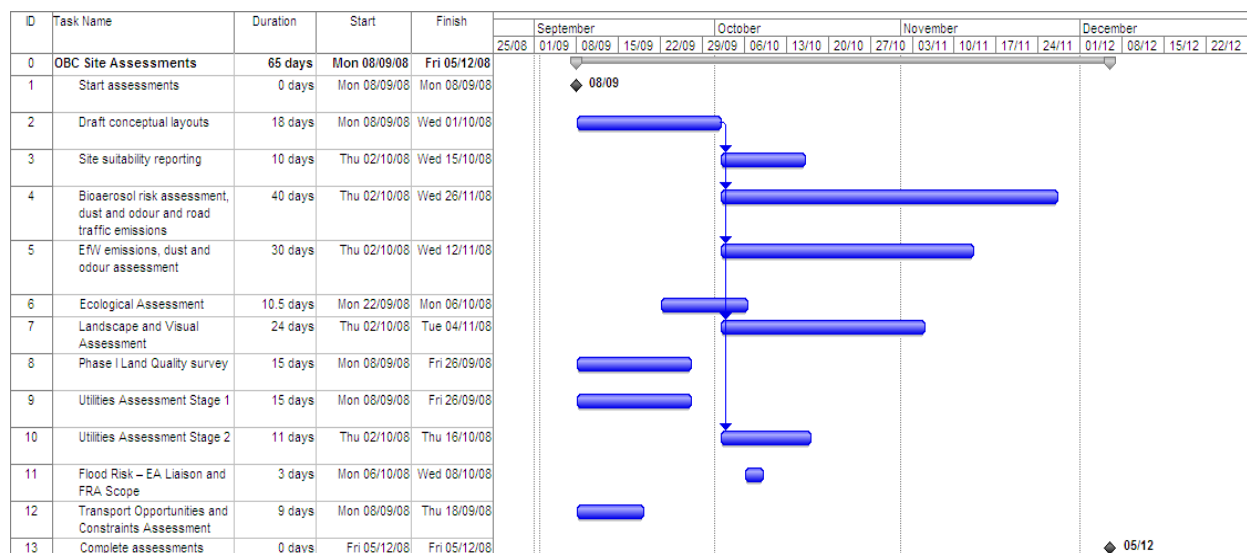 ID Task Name Duration Start Finish
September October November December
25/08 01/09 08/09 15/09 22/09 29/09 06/10 13/10 20/10 27/10 03/11 10/11 17/11 24/11 01/12 08/12 15/12 22/12
0 OBC Site Assessments 65 days Mon 08/09/08 Fri 05/12/08
1 Start assessments 0 days Mon 08/09/08 Mon 08/09/08 08/09
2 Draft conceptual layouts 18 days Mon 08/09/08 Wed 01/10/08
3 Site suitability reporting 10 days Thu 02/10/08 Wed 15/10/08
4 Bioaerosol risk assessment, 40 days Thu 02/10/08 Wed 26/11/08
dust and odour and road
traffic emissions
5 EfW emissions, dust and 30 days Thu 02/10/08 Wed 12/11/08
odour assessment
6 Ecological Assessment 10.5 days Mon 22/09/08 Mon 06/10/08
7 Landscape and Visual 24 days Thu 02/10/08 Tue 04/11/08
Assessment
8 Phase I Land Quality survey 15 days Mon 08/09/08 Fri 26/09/08
9 Utilities Assessment Stage 1 15 days Mon 08/09/08 Fri 26/09/08
10 Utilities Assessment Stage 2 11 days Thu 02/10/08 Thu 16/10/08
11 Flood Risk – EA Liaison and 3 days Mon 06/10/08 Wed 08/10/08
FRA Scope
12 Transport Opportunities and 9 days Mon 08/09/08 Thu 18/09/08
Constraints Assessment
13 Complete assessments 0 days Fri 05/12/08 Fri 05/12/08 05/12